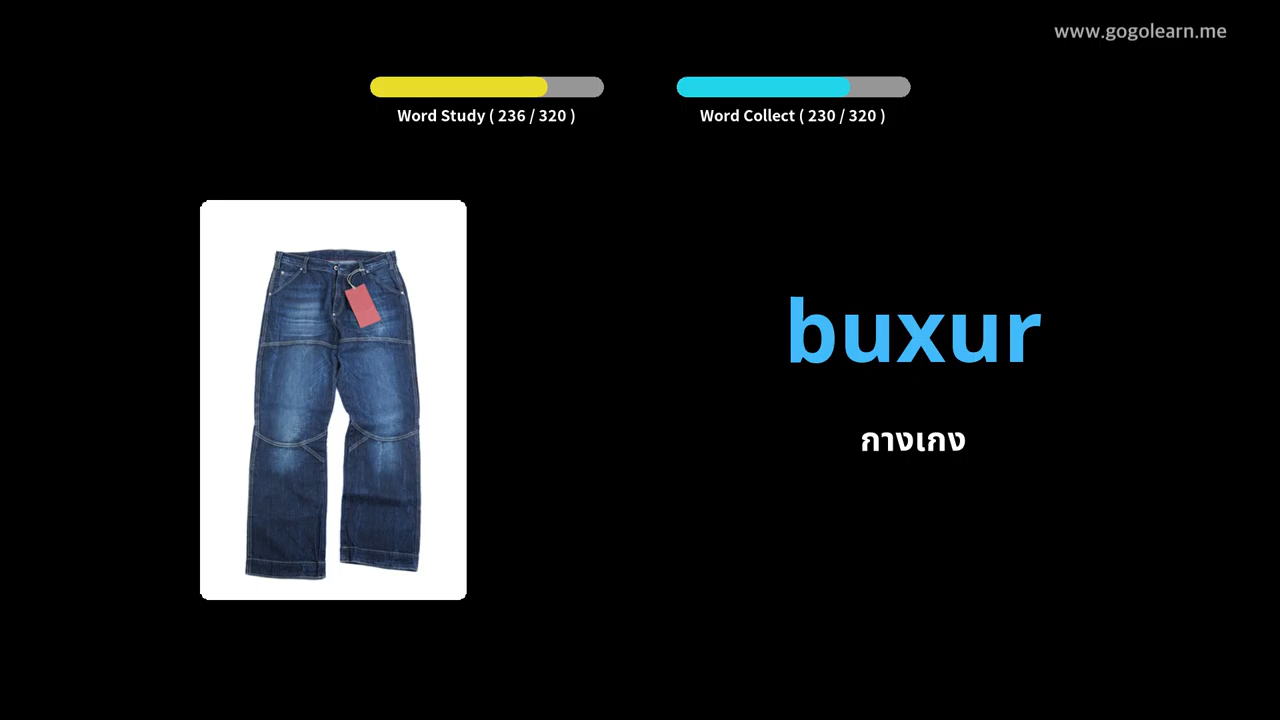 www.gogolearn.me
Word Study ( 236 / 320 )
Word Collect ( 230 / 320 )
buxur
กางเกง